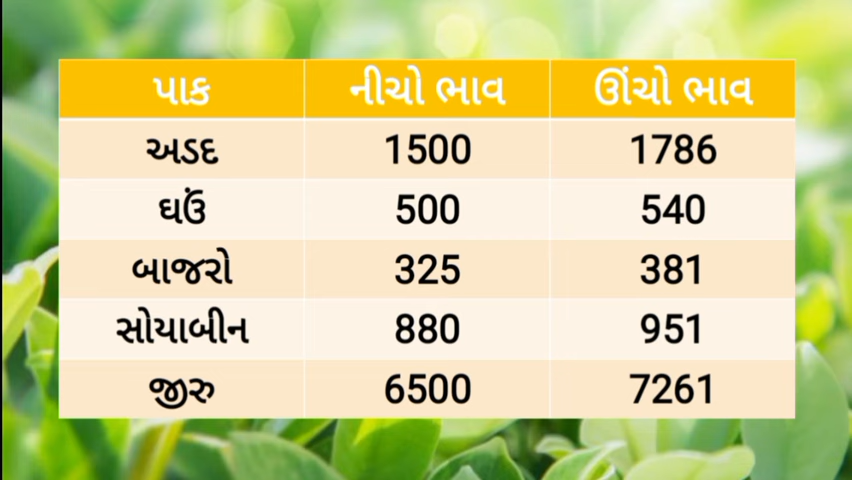 પાક નીચો ભાવ ઊંચો ભાવ
અડદ 1500 1786
ઘઉં 500 540
બાજરો 325 381
સોયાબીન 880 951
જીરુ 6500 7261